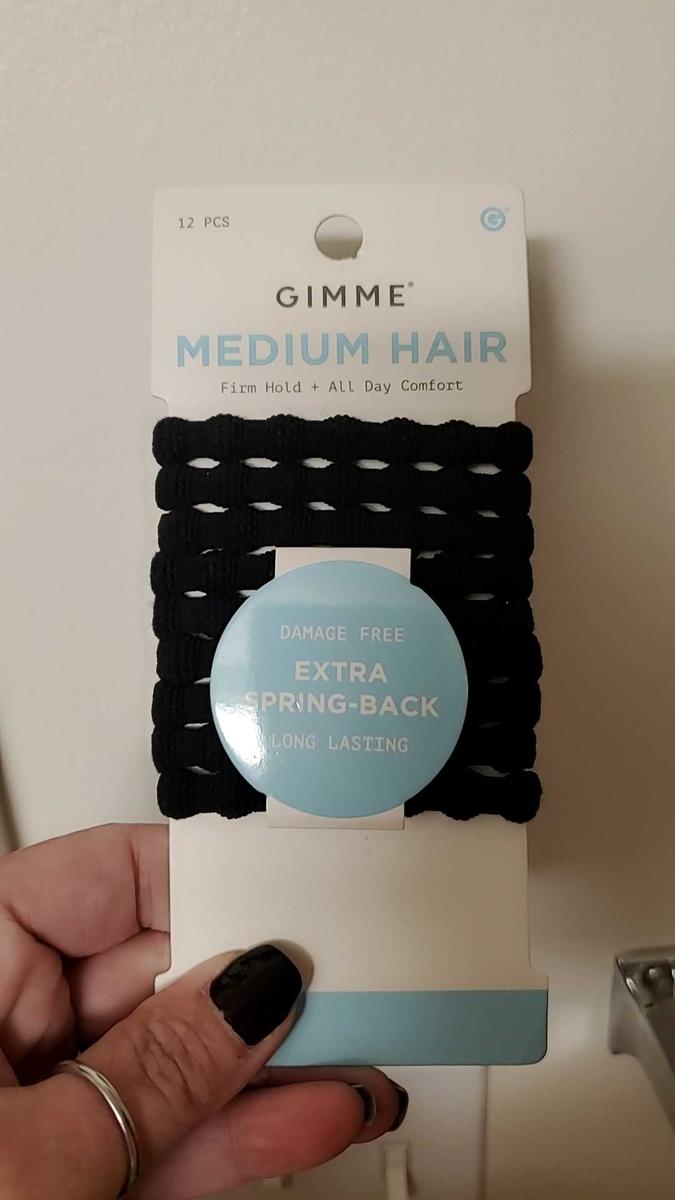 12 PCS
G®
GIMME®
MEDIUM HAIR
Firm Hold + All Day Comfort
DAMAGE FREE
EXTRA
SPRING-BACK
LONG LASTING